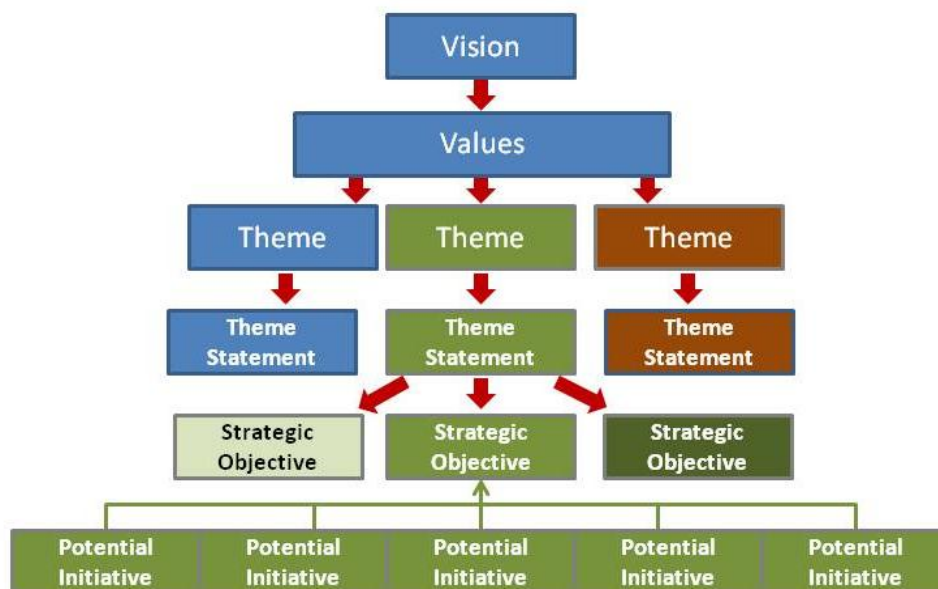 Vision
Values
Theme
Theme
Theme
Theme
Statement
Theme
Statement
Theme
Statement
Strategic
Objective
Strategic
Objective
Strategic
Objective
Potential
Initiative
Potential
Initiative
Potential
Initiative
Potential
Initiative
Potential
Initiative